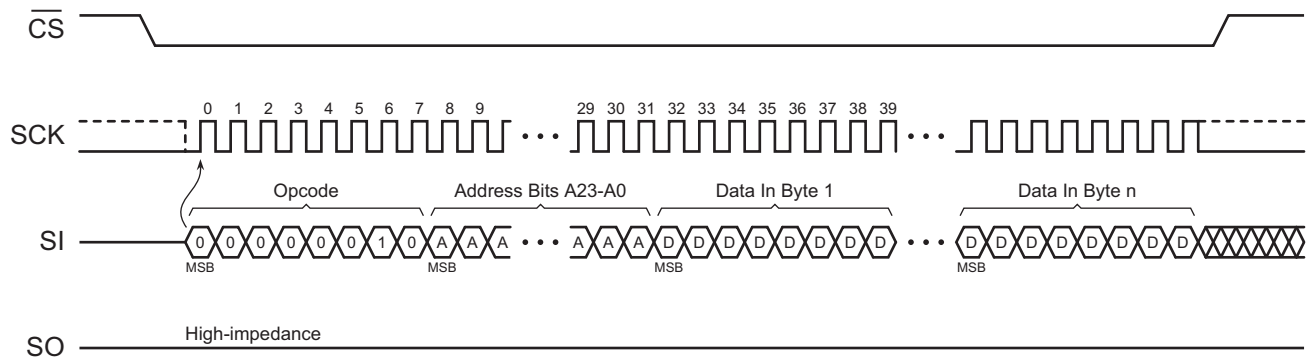 CS
0 1 2 3 4 5 6 7 8 9 29 30 31 32 33 34 35 36 37 38 39
SCK
Opcode Address Bits A23-A0 Data In Byte 1 Data In Byte n
SI 0 0 0 0 0 0 1 0 A A A A A A D D D D D D D D D D D D D D D D
MSB MSB MSB MSB
High-impedance
SO